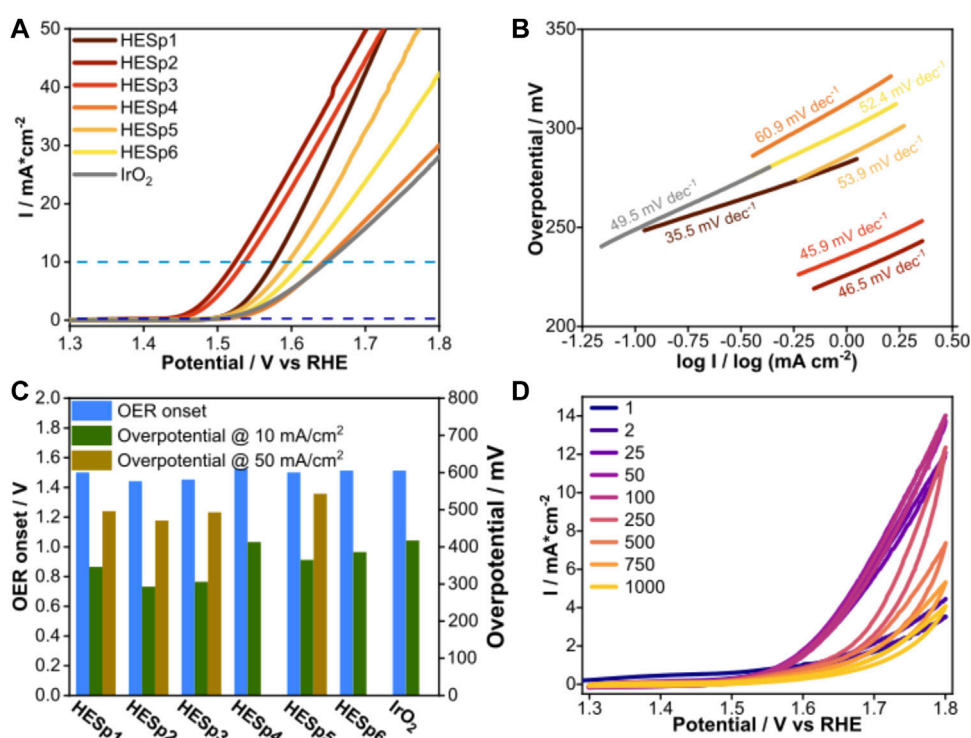 A
50
40
30
20
10
0
I / mA*cm-2
HESp1
HESp2
HESp3
HESp4
HESp5
HESp6
IrO2
1.3 1.4 1.5 1.6 1.7 1.8
Potential / V vs RHE
B
350
300
250
200
Overpotential / mV
60.9 mV dec-1
52.4 mV dec-1
49.5 mV dec-1
35.5 mV dec-1
53.9 mV dec-1
45.9 mV dec-1
46.5 mV dec-1
-1.25 -1.00 -0.75 -0.50 -0.25 0.00 0.25 0.50
log I / log (mA cm-2)
C
2.0
1.8
1.6
1.4
1.2
1.0
0.8
0.6
0.4
0.2
0.0
OER onset / V
OER onset
Overpotential @ 10 mA/cm2
Overpotential @ 50 mA/cm2
800
700
600
500
400
300
200
100
0
Overpotential / mV
HESp1 HESp2 HESp3 HESp4 HESp5 HESp6 IrO2
D
14
12
10
8
6
4
2
0
I / mA*cm-2
1
2
25
50
100
250
500
750
1000
1.3 1.4 1.5 1.6 1.7 1.8
Potential / V vs RHE